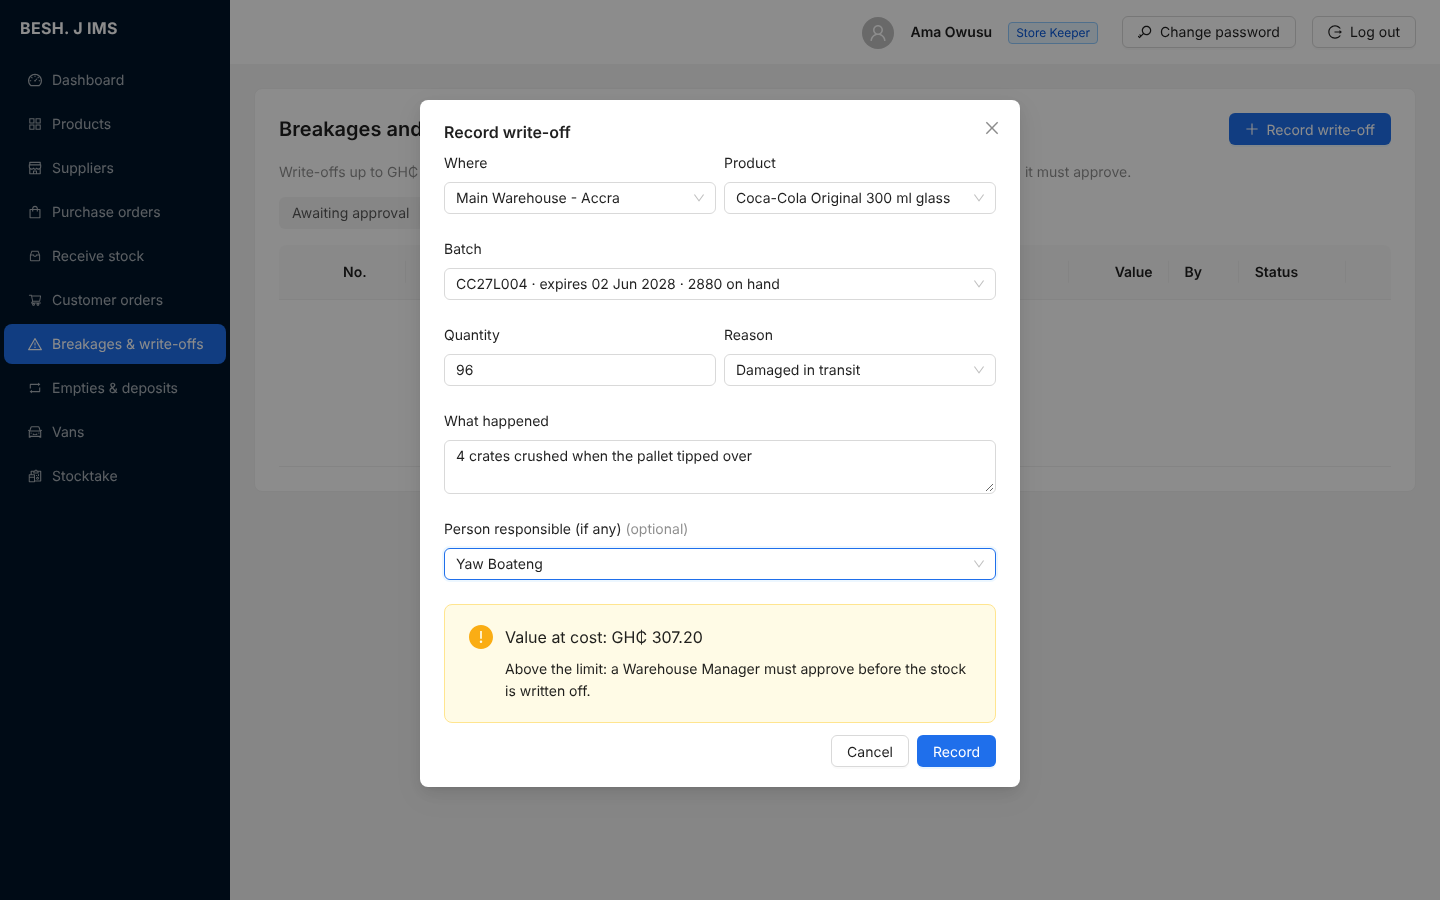 BESH. J IMS
Dashboard
Products
Suppliers
Purchase orders
Receive stock
Customer orders
Breakages & write-offs
Empties & deposits
Vans
Stocktake
Ama Owusu
Store Keeper
Change password
Log out
Breakages and
Record write-off
Write-offs up to GH₵
it must approve.
Awaiting approval
No.
Value
By
Status
Record write-off
Where
Product
Main Warehouse - Accra
Coca-Cola Original 300 ml glass
Batch
CC27L004 · expires 02 Jun 2028 · 2880 on hand
Quantity
Reason
96
Damaged in transit
What happened
4 crates crushed when the pallet tipped over
Person responsible (if any) (optional)
Yaw Boateng
Value at cost: GH₵ 307.20
Above the limit: a Warehouse Manager must approve before the stock
is written off.
Cancel
Record